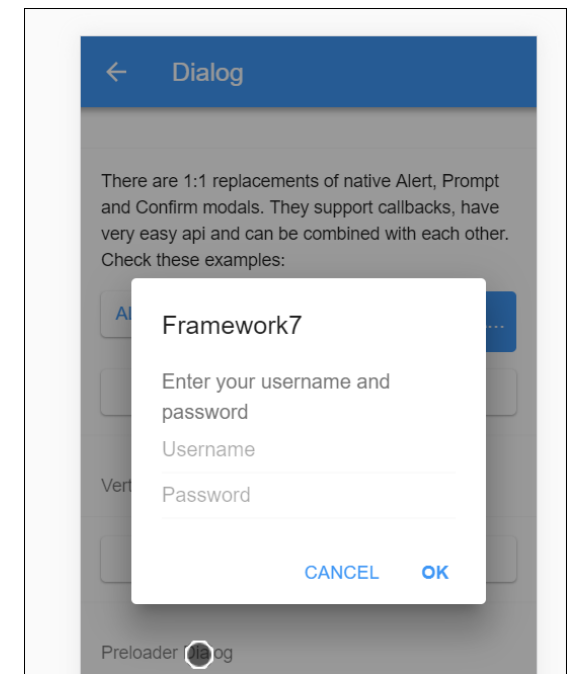 Dialog
There are 1:1 replacements of native Alert, Prompt
and Confirm modals. They support callbacks, have
very easy api and can be combined with each other.
Check these examples:
Framework7
Enter your username and
password
Username
Vert
Password
CANCEL OK
Preloader Dialog